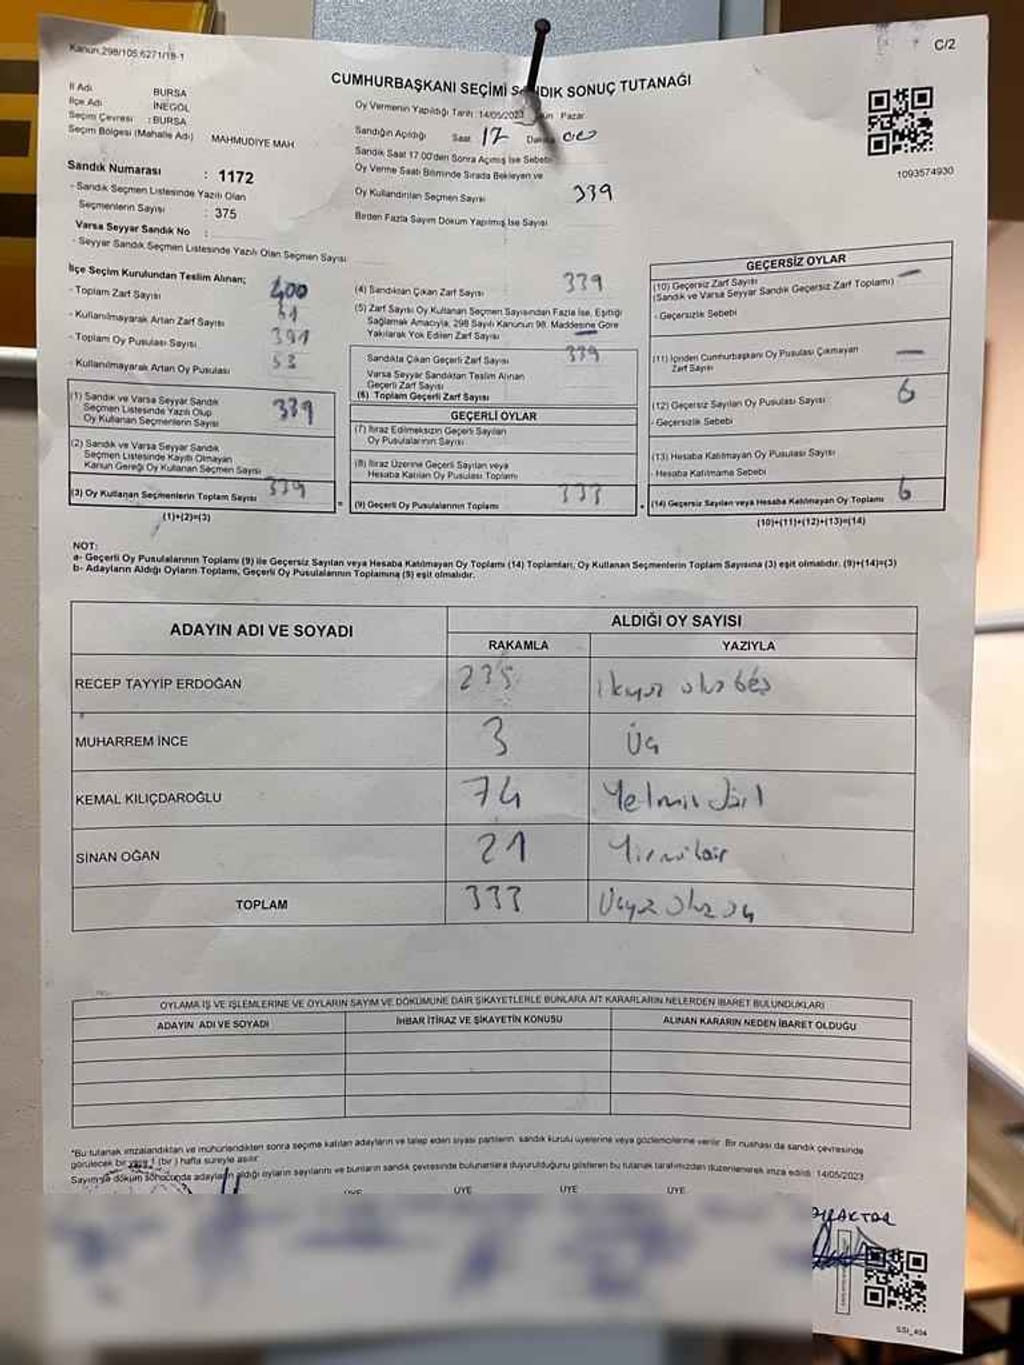 Kanun.298/105.6271/18-1
C/2
CUMHURBAŞKANI SEÇİMİ SANDIK SONUÇ TUTANAĞI
İl Adı BURSA
İlçe Adı İNEGÖL
Seçim Çevresi : BURSA
Seçim Bölgesi (Mahalle Adı) MAHMUDİYE MAH
Sandık Numarası : 1172
- Sandık Seçmen Listesinde Yazılı Olan
Seçmenlerin Sayısı : 375
Varsa Seyyar Sandık No :
- Seyyar Sandık Seçmen Listesinde Yazılı Olan Seçmen Sayısı
Oy Vermenin Yapıldığı Tarih: 14/05/2023 Gün Pazar
Sandığın Açıldığı Saat 17 Dakika 00
Sandık Saat 17.00'den Sonra Açılmış İse Sebebi
Oy Verme Saati Bitiminde Sırada Bekleyen ve
Oy Kullandırılan Seçmen Sayısı 339
Birden Fazla Sayım Döküm Yapılmış İse Sayısı
1093574930
İlçe Seçim Kurulundan Teslim Alınan;
- Toplam Zarf Sayısı 400
- Kullanılmayarak Artan Zarf Sayısı 61
- Toplam Oy Pusulası Sayısı 391
- Kullanılmayarak Artan Oy Pusulası 53
(1) Sandık ve Varsa Seyyar Sandık
Seçmen Listesinde Yazılı Olup
Oy Kullanan Seçmenlerin Sayısı 339
(2) Sandık ve Varsa Seyyar Sandık
Seçmen Listesinde Kayıtlı Olmayan
Kanun Gereği Oy Kullanan Seçmen Sayısı
(3) Oy Kullanan Seçmenlerin Toplam Sayısı 339
(1)+(2)=(3)
(4) Sandıktan Çıkan Zarf Sayısı 339
(5) Zarf Sayısı Oy Kullanan Seçmen Sayısından Fazla İse, Eşitliği
Sağlamak Amacıyla, 298 Sayılı Kanunun 98. Maddesine Göre
Yakılarak Yok Edilen Zarf Sayısı —
Sandıkta Çıkan Geçerli Zarf Sayısı 339
Varsa Seyyar Sandıktan Teslim Alınan
Geçerli Zarf Sayısı
(6) Toplam Geçerli Zarf Sayısı
GEÇERLİ OYLAR
(7) İtiraz Edilmeksizin Geçerli Sayılan
Oy Pusulalarının Sayısı
(8) İtiraz Üzerine Geçerli Sayılan veya
Hesaba Katılan Oy Pusulası Toplamı
= (9) Geçerli Oy Pusulalarının Toplamı 333
GEÇERSİZ OYLAR
(10) Geçersiz Zarf Sayısı —
(Sandık ve Varsa Seyyar Sandık Geçersiz Zarf Toplamı)
- Geçersizlik Sebebi
(11) İçinden Cumhurbaşkanı Oy Pusulası Çıkmayan
Zarf Sayısı —
(12) Geçersiz Sayılan Oy Pusulası Sayısı 6
- Geçersizlik Sebebi
(13) Hesaba Katılmayan Oy Pusulası Sayısı
- Hesaba Katılmama Sebebi
+ (14) Geçersiz Sayılan veya Hesaba Katılmayan Oy Toplamı 6
(10)+(11)+(12)+(13)=(14)
NOT:
a- Geçerli Oy Pusulalarının Toplamı (9) ile Geçersiz Sayılan veya Hesaba Katılmayan Oy Toplamı (14) Toplamları, Oy Kullanan Seçmenlerin Toplam Sayısına (3) eşit olmalıdır. (9)+(14)=(3)
b- Adayların Aldığı Oyların Toplamı, Geçerli Oy Pusulalarının Toplamına (9) eşit olmalıdır.
ADAYIN ADI VE SOYADI
ALDIĞI OY SAYISI
RAKAMLA YAZIYLA
RECEP TAYYİP ERDOĞAN 235 ikiyüz otuz beş
MUHARREM İNCE 3 Üç
KEMAL KILIÇDAROĞLU 74 Yetmiş dört
SİNAN OĞAN 21 Yirmi bir
TOPLAM 333 Üçyüz otuz üç
OYLAMA İŞ VE İŞLEMLERİNE VE OYLARIN SAYIM VE DÖKÜMÜNE DAİR ŞİKAYETLERLE BUNLARA AİT KARARLARIN NELERDEN İBARET BULUNDUKLARI
ADAYIN ADI VE SOYADI İHBAR İTİRAZ VE ŞİKAYETİN KONUSU ALINAN KARARIN NEDEN İBARET OLDUĞU
*Bu tutanak imzalandıktan ve mühürlendikten sonra seçime katılan adayların ve talep eden siyasi partilerin sandık kurulu üyelerine veya gözlemcilerine verilir. Bir nüshası da sandık çevresinde
görülecek bir yere 1 (bir) hafta süreyle asılır.
Sayım ve döküm sonucunda adayların aldığı oyların sayılarını ve bunların sandık çevresinde bulunanlara duyurulduğunu gösteren bu tutanak tarafımızdan düzenlenerek imza edildi. 14/05/2023
ÜYE ÜYE ÜYE ÜYE
SSI_404